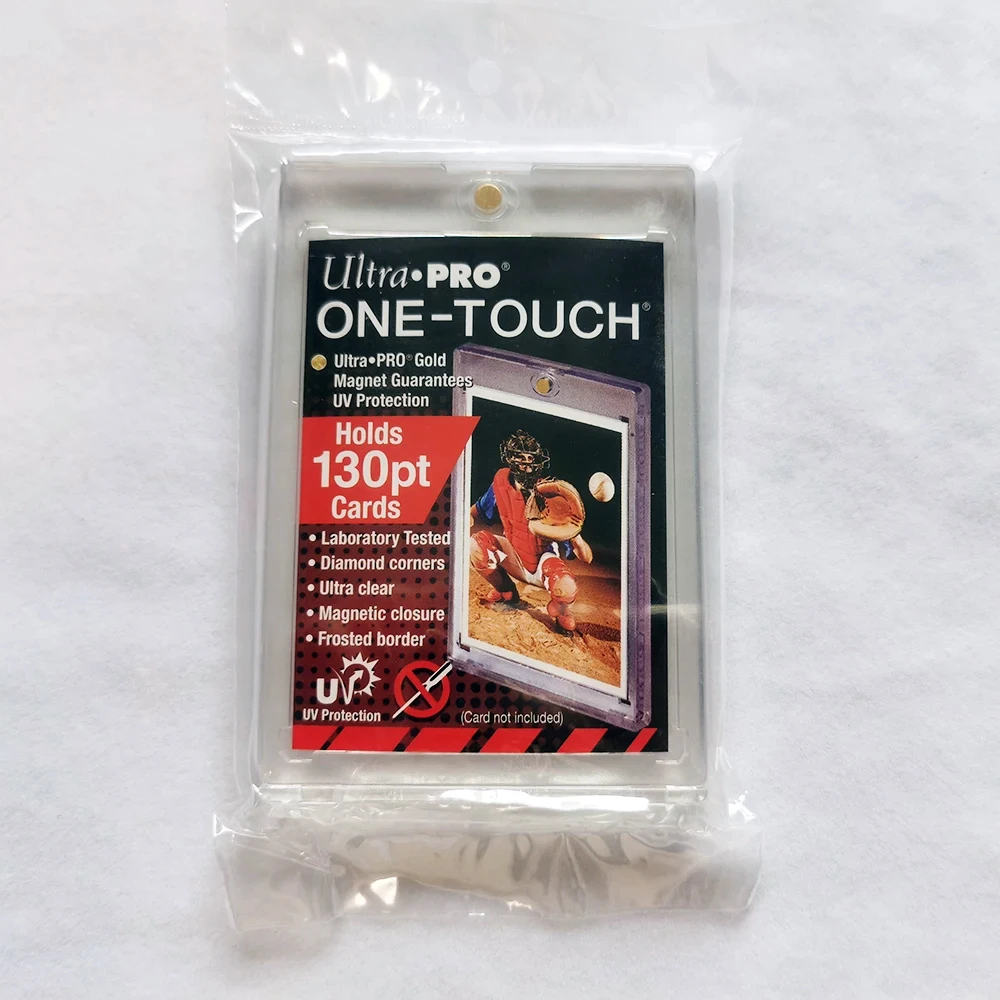 Ultra•PRO®
ONE-TOUCH®
Ultra•PRO® Gold
Magnet Guarantees
UV Protection
Holds
130pt
Cards
• Laboratory Tested
• Diamond corners
• Ultra clear
• Magnetic closure
• Frosted border
UV
UV Protection
(Card not included)